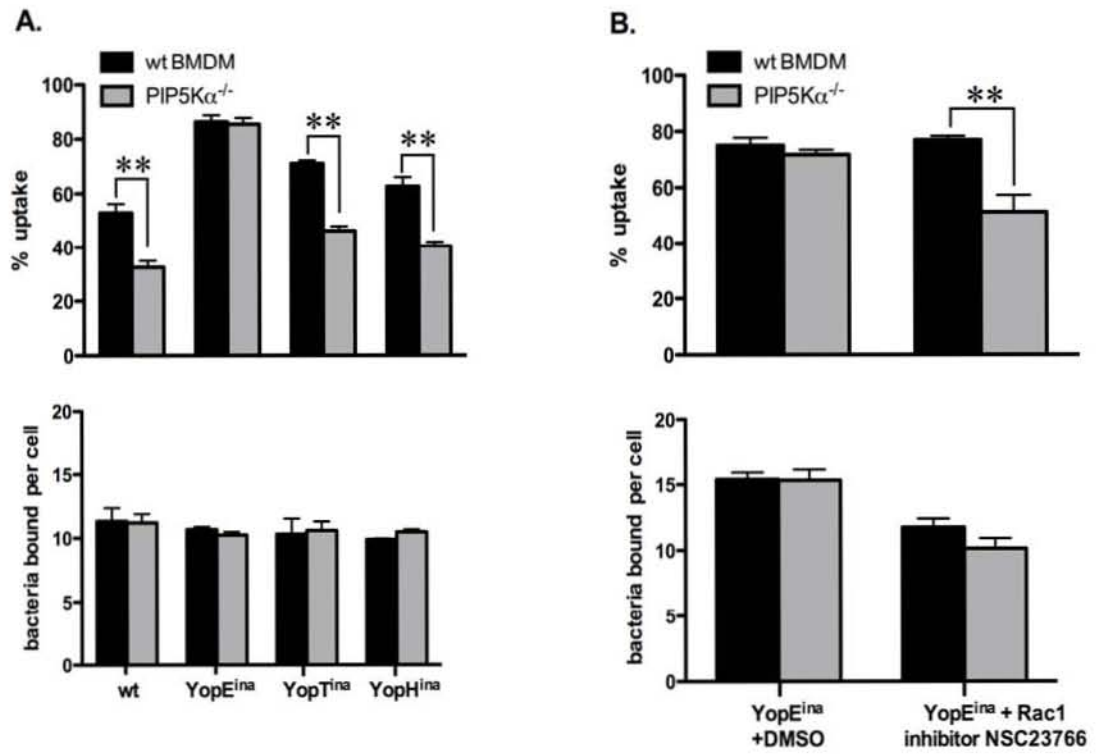 A.
wt BMDM
PIP5Kα-/-
% uptake
100
80
60
40
20
0
**
**
**
bacteria bound per cell
20
15
10
5
0
wt YopEina YopTina YopHina
B.
wt BMDM
PIP5Kα-/-
% uptake
100
80
60
40
20
0
**
bacteria bound per cell
20
15
10
5
0
YopEina
+DMSO
YopEina + Rac1
inhibitor NSC23766